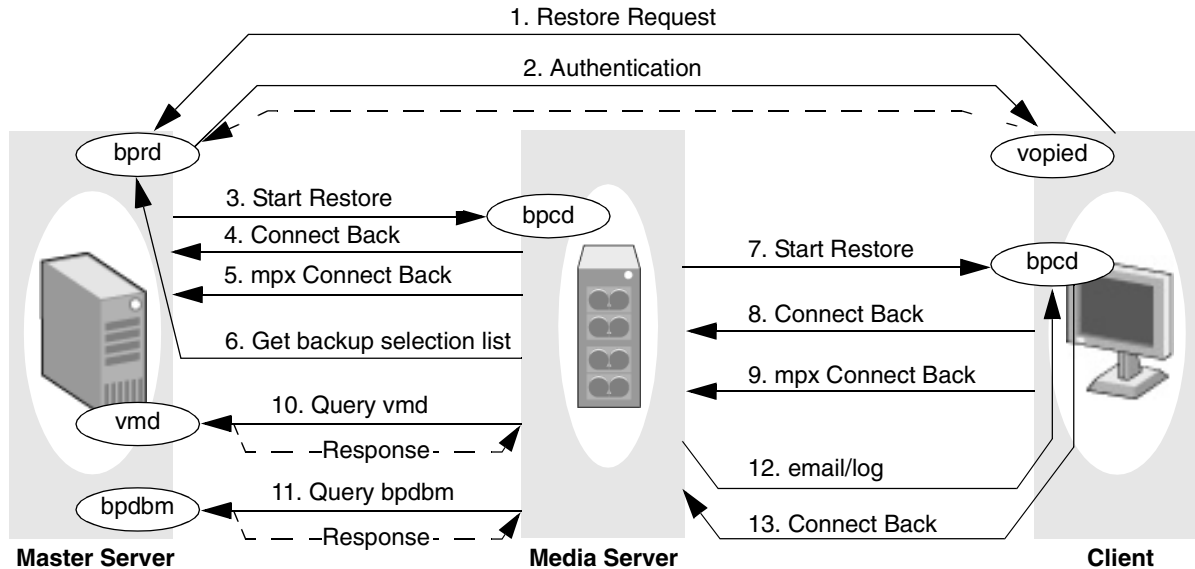 1. Restore Request
2. Authentication
bprd
vopied
3. Start Restore
bpcd
4. Connect Back
7. Start Restore
bpcd
5. mpx Connect Back
8. Connect Back
6. Get backup selection list
9. mpx Connect Back
10. Query vmd
vmd
Response
12. email/log
11. Query bpdbm
bpdbm
13. Connect Back
Response
Master Server
Media Server
Client